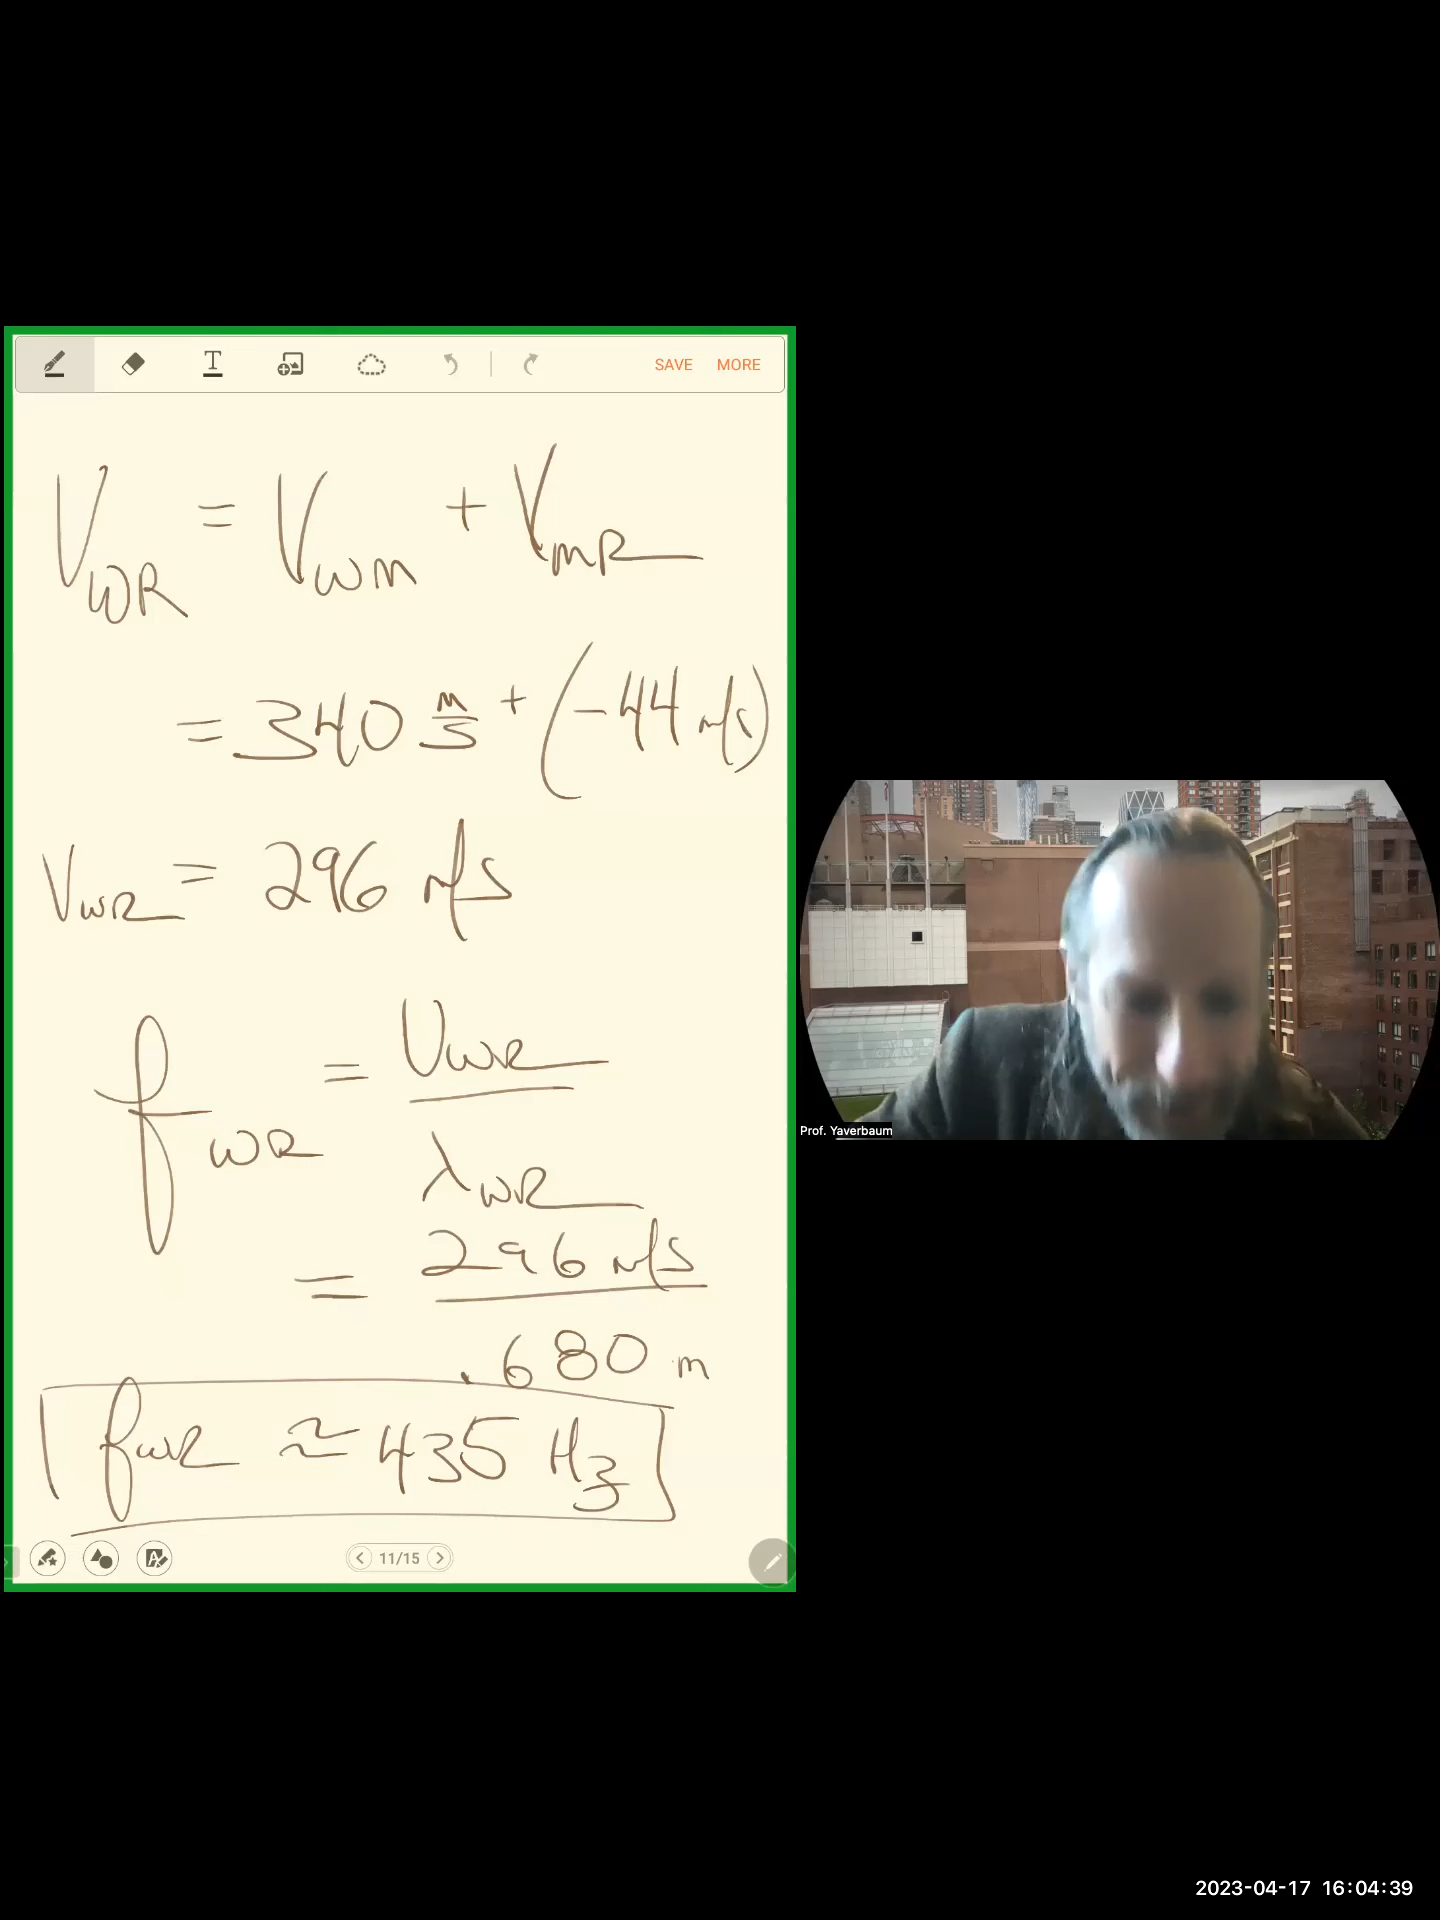 SAVE MORE
V_WR = V_WM + V_MR
= 340 m/s + (-44 m/s)
V_WR = 296 m/s
f_WR = V_WR / λ_WR
= 296 m/s / .680 m
f_WR ≈ 435 Hz
11/15
Prof. Yaverbaum
2023-04-17 16:04:39